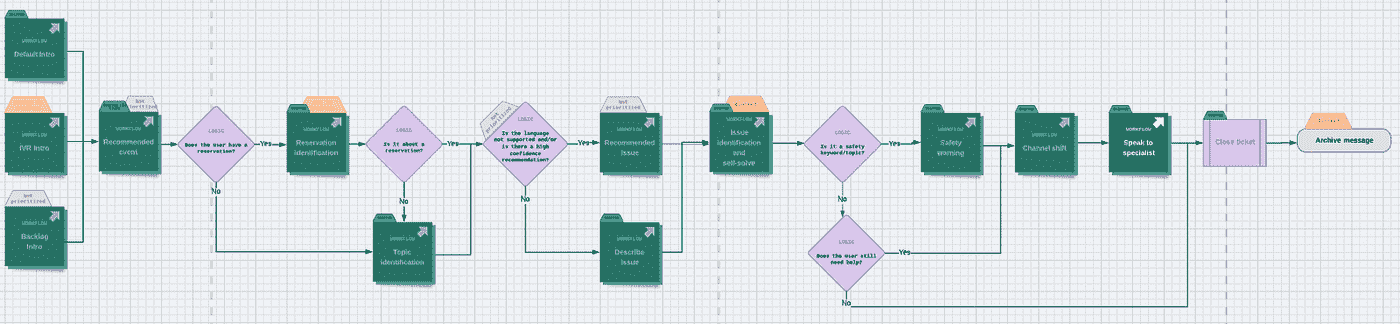 WORKFLOW
Default Intro
WORKFLOW
IVR Intro
Not
prioritized
WORKFLOW
Backlog
Intro
Not
prioritized
WORKFLOW
Recommended
event
LOGIC
Does the user have a
reservation?
Yes
No
WORKFLOW
Reservation
identification
LOGIC
Is it about a
reservation?
Yes
No
WORKFLOW
Topic
identification
Not
prioritized
LOGIC
Is the language
not supported and/or
is there a high
confidence
recommendation?
Yes
No
Not
prioritized
WORKFLOW
Recommended
issue
WORKFLOW
Describe
issue
WORKFLOW
Issue
identification
and
self-solve
LOGIC
Is it a safety
keyword/topic?
Yes
No
LOGIC
Does the user still
need help?
Yes
No
WORKFLOW
Safety
warning
WORKFLOW
Channel shift
WORKFLOW
Speak to
specialist
Close ticket
Archive message